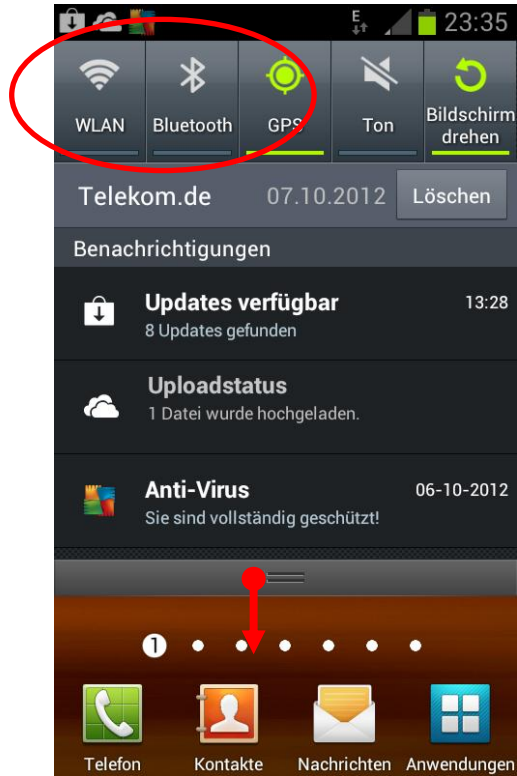 E 23:35
WLAN Bluetooth GPS Ton Bildschirm drehen
Telekom.de 07.10.2012 Löschen
Benachrichtigungen
Updates verfügbar 13:28
8 Updates gefunden
Uploadstatus
1 Datei wurde hochgeladen.
Anti-Virus 06-10-2012
Sie sind vollständig geschützt!
1
Telefon Kontakte Nachrichten Anwendungen